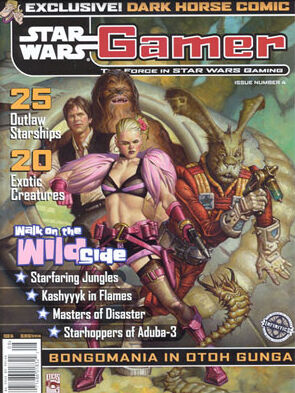 EXCLUSIVE! DARK HORSE COMIC
STAR WARS
Gamer
THE FORCE IN STAR WARS GAMING
ISSUE NUMBER 4
25
Outlaw
Starships
20
Exotic
Creatures
Walk on the
Wild Side
Starfaring Jungles
Kashyyyk in Flames
Masters of Disaster
Starhoppers of Aduba-3
INFINITIES
BONGOMANIA IN OTOH GUNGA